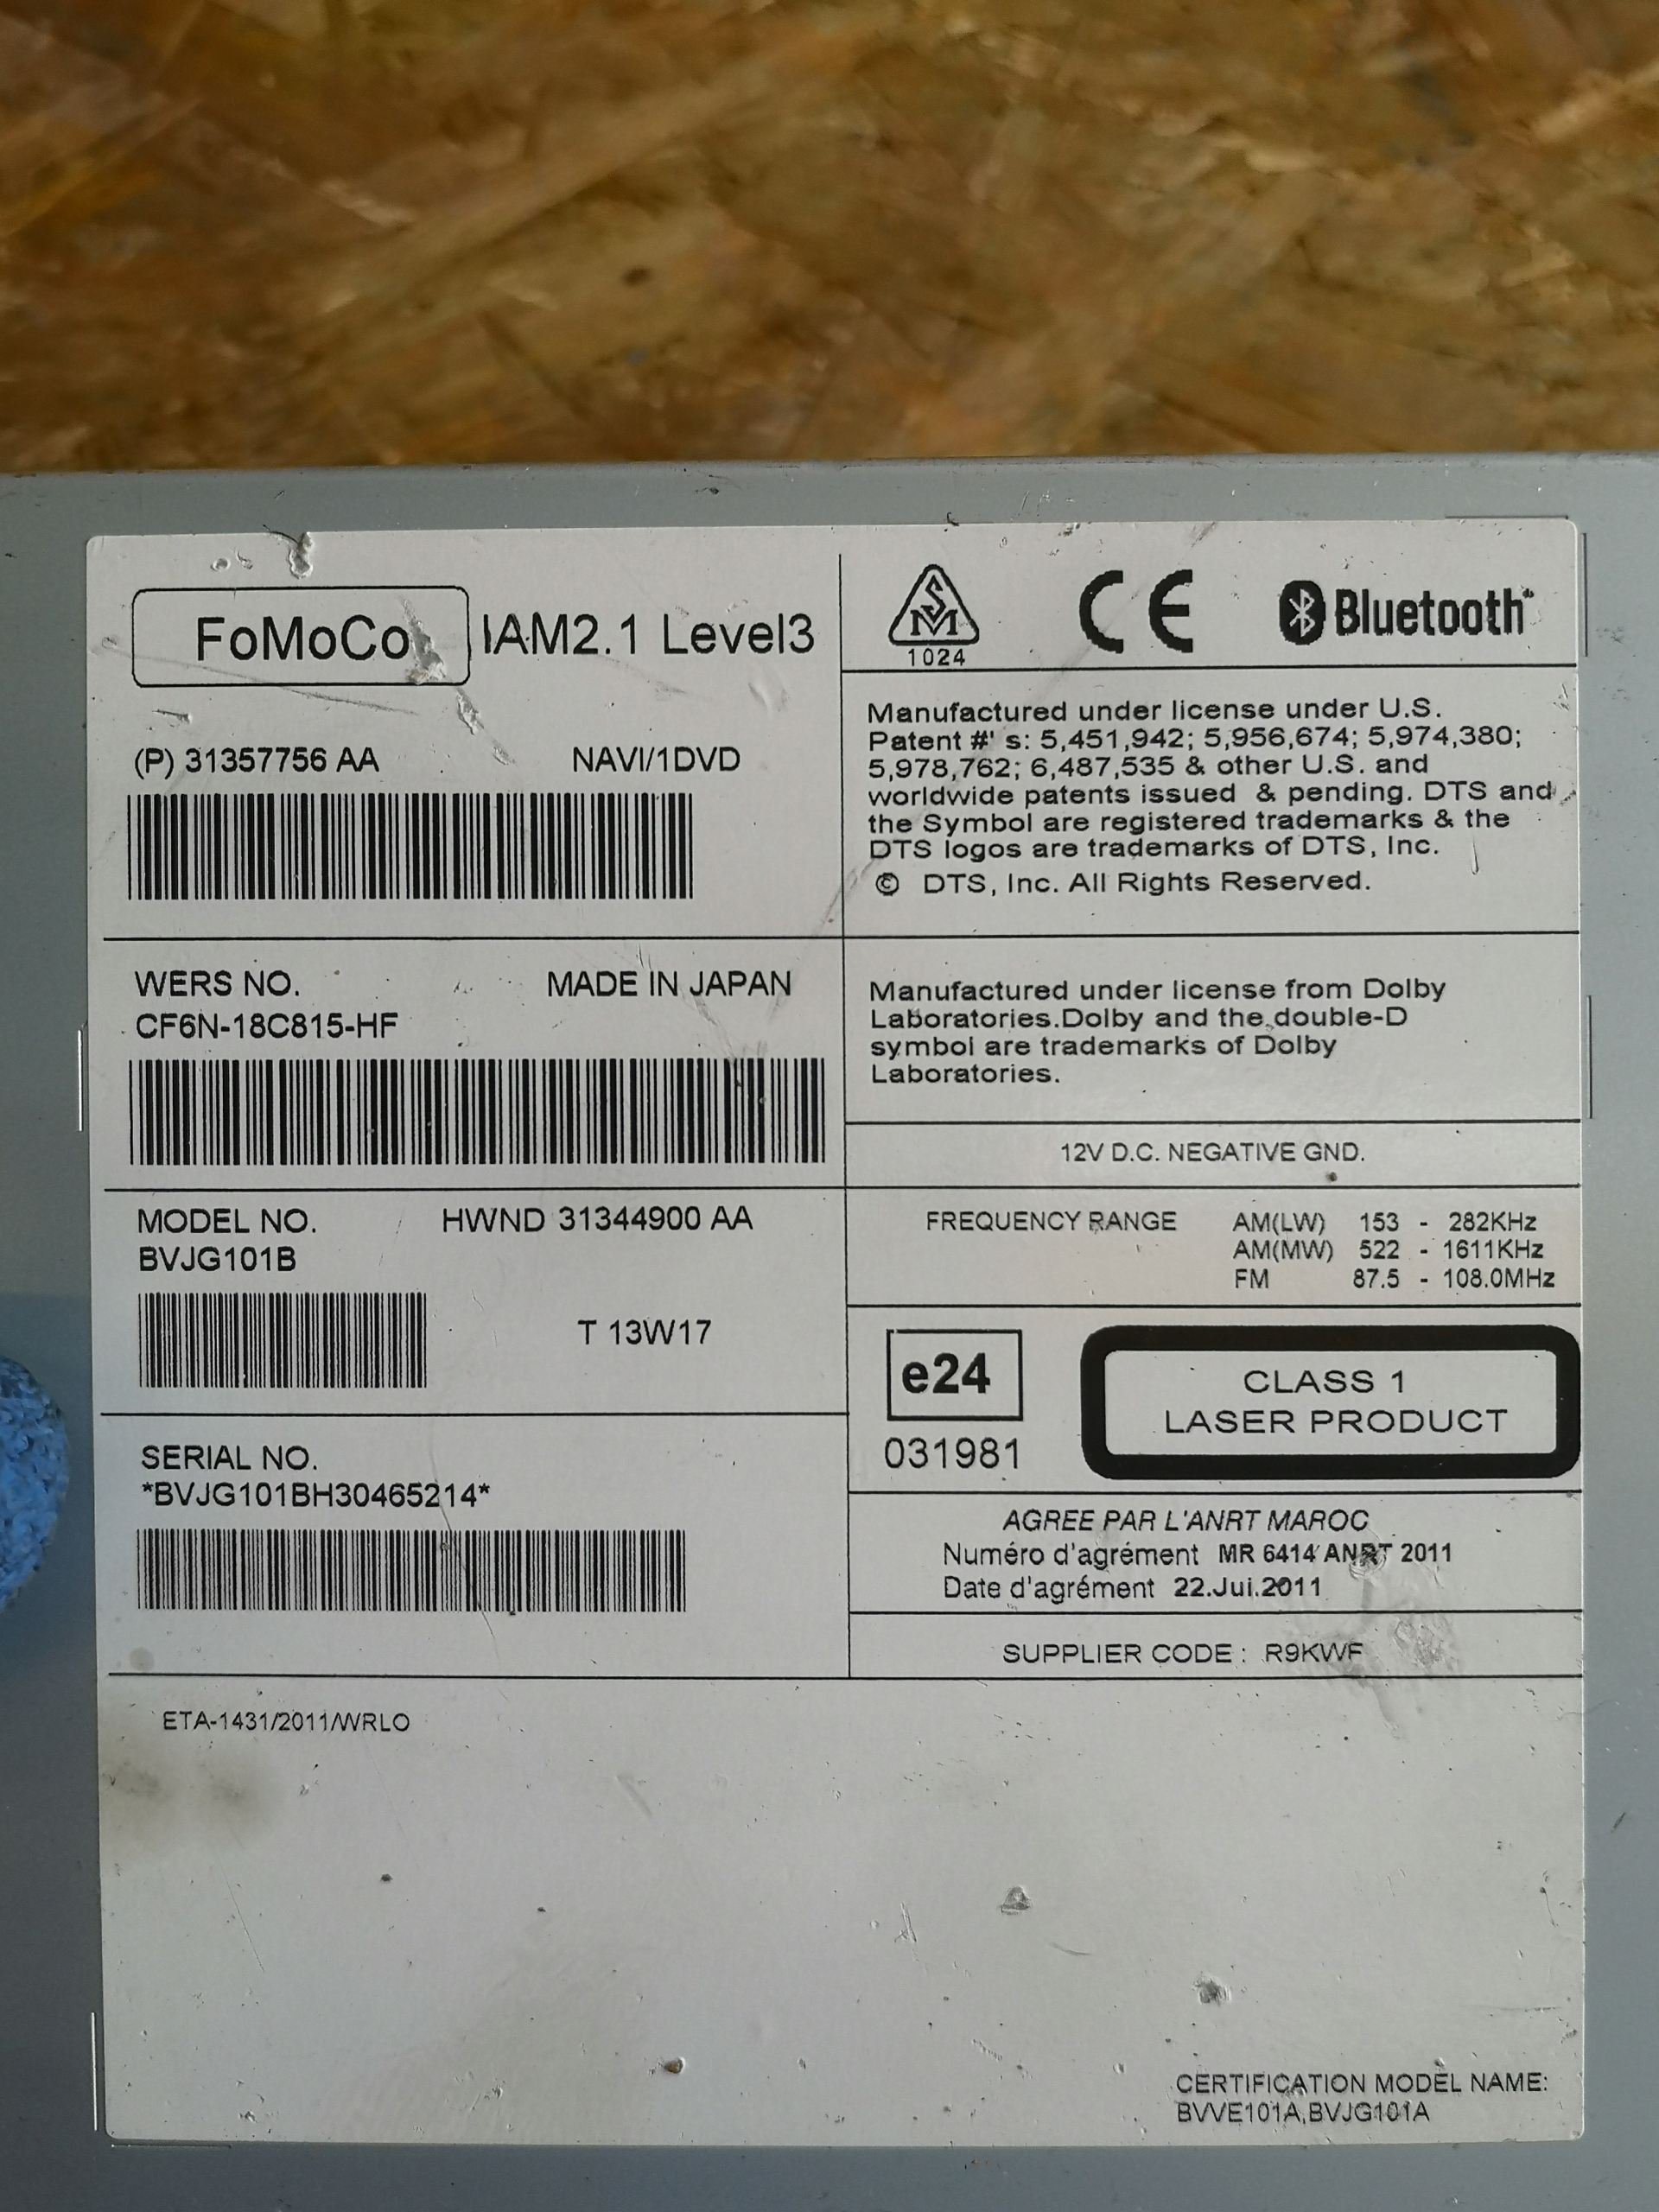 FoMoCo IAM2.1 Level3
(P) 31357756 AA NAVI/1DVD
WERS NO. MADE IN JAPAN
CF6N-18C815-HF
MODEL NO. HWND 31344900 AA
BVJG101B
T 13W17
SERIAL NO.
*BVJG101BH30465214*
ETA-1431/2011/WRLO
SM
1024
CE
Bluetooth
Manufactured under license under U.S.
Patent #' s: 5,451,942; 5,956,674; 5,974,380;
5,978,762; 6,487,535 & other U.S. and
worldwide patents issued & pending. DTS and
the Symbol are registered trademarks & the
DTS logos are trademarks of DTS, Inc.
© DTS, Inc. All Rights Reserved.
Manufactured under license from Dolby
Laboratories.Dolby and the double-D
symbol are trademarks of Dolby
Laboratories.
12V D.C. NEGATIVE GND.
FREQUENCY RANGE AM(LW) 153 - 282KHz
AM(MW) 522 - 1611KHz
FM 87.5 - 108.0MHz
e24
031981
CLASS 1
LASER PRODUCT
AGREE PAR L'ANRT MAROC
Numéro d'agrément MR 6414 ANRT 2011
Date d'agrément 22.Jui.2011
SUPPLIER CODE : R9KWF
CERTIFICATION MODEL NAME:
BVVE101A,BVJG101A